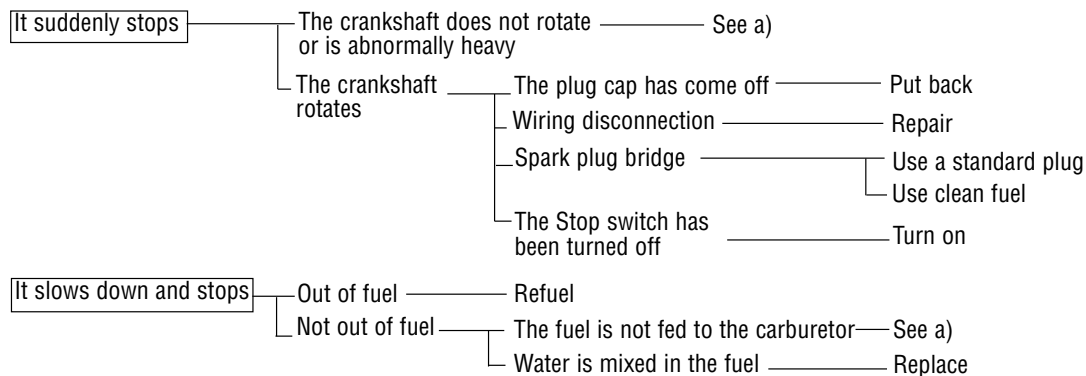 It suddenly stops
The crankshaft does not rotate
or is abnormally heavy
See a)
The crankshaft
rotates
The plug cap has come off
Put back
Wiring disconnection
Repair
Spark plug bridge
Use a standard plug
Use clean fuel
The Stop switch has
been turned off
Turn on
It slows down and stops
Out of fuel
Refuel
Not out of fuel
The fuel is not fed to the carburetor
See a)
Water is mixed in the fuel
Replace